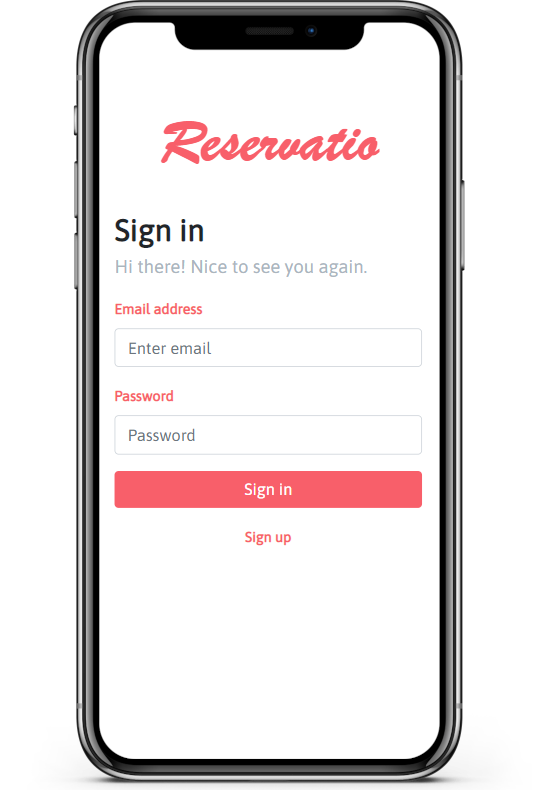 Reservatio
Sign in
Hi there! Nice to see you again.
Email address
Enter email
Password
Password
Sign in
Sign up